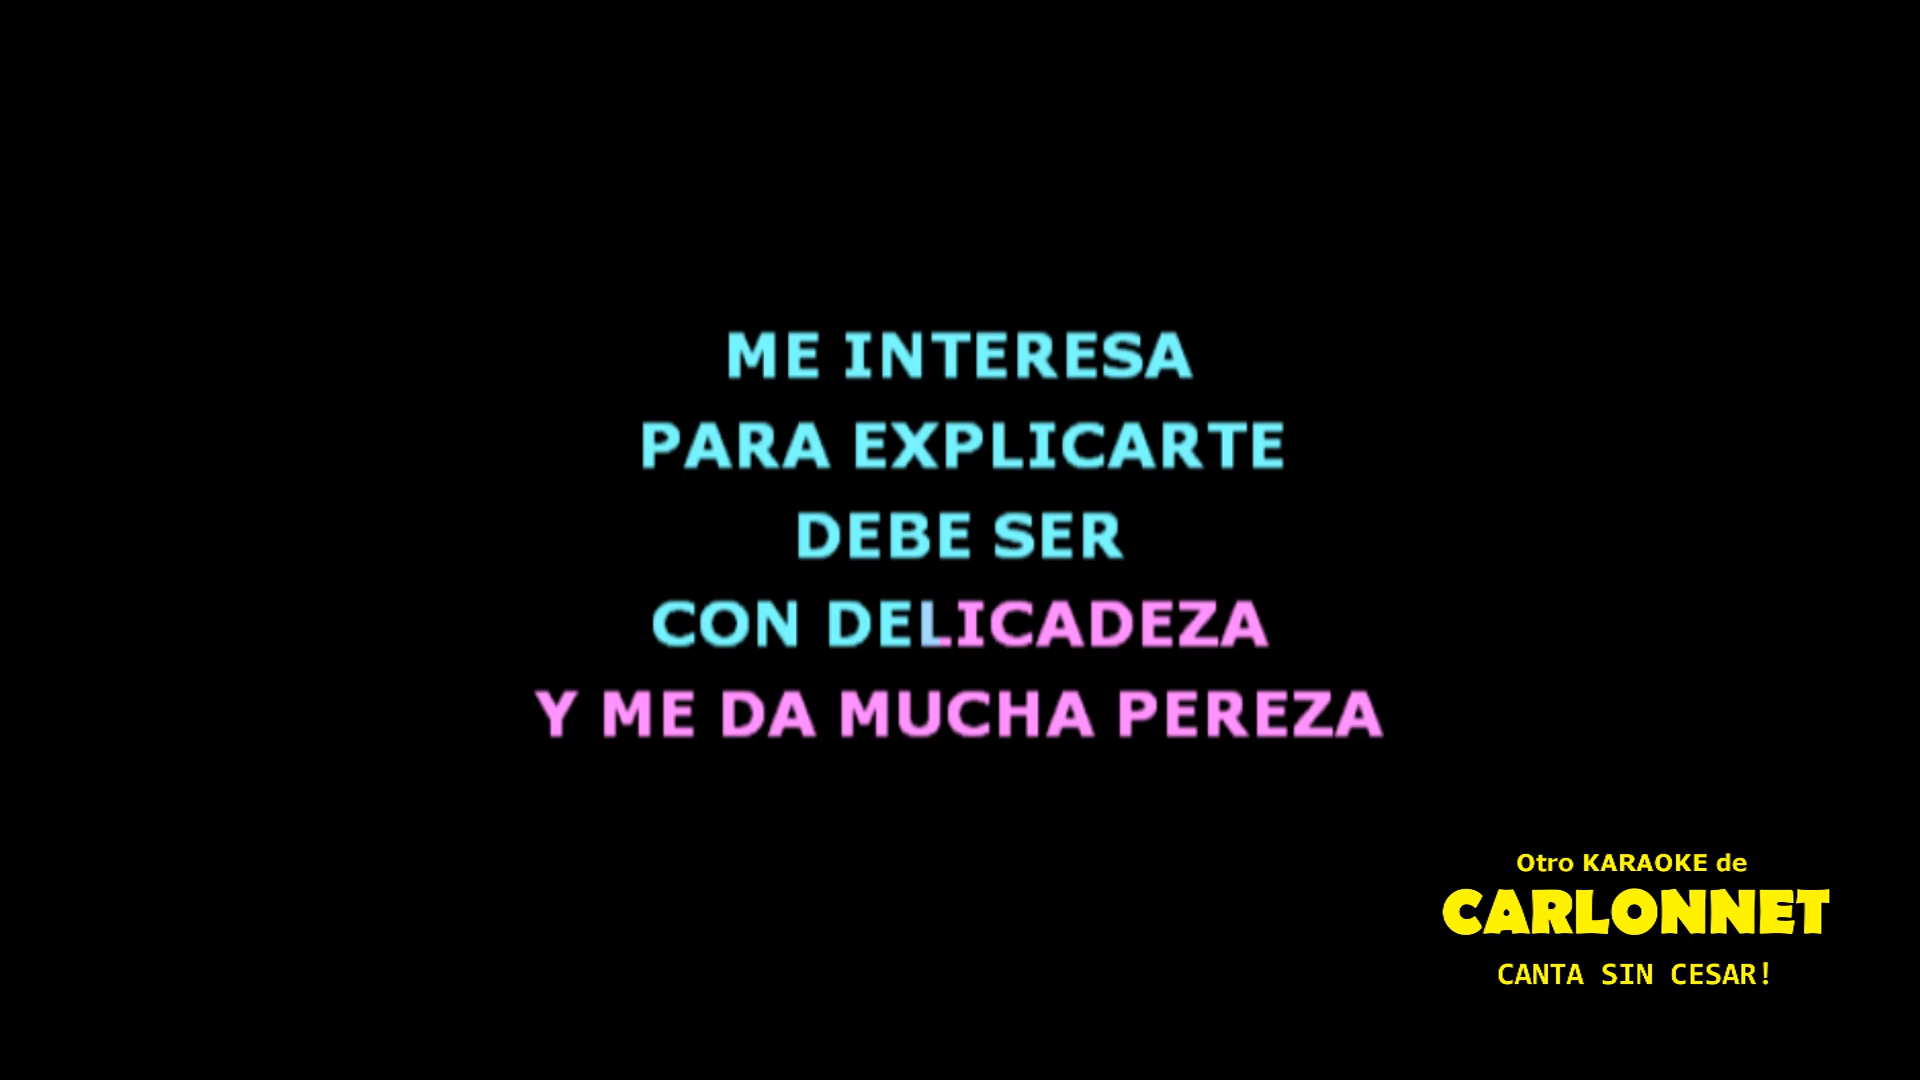 ME INTERESA
PARA EXPLICARTE
DEBE SER
CON DELICADEZA
Y ME DA MUCHA PEREZA
Otro KARAOKE de
CARLONNET
CANTA SIN CESAR!